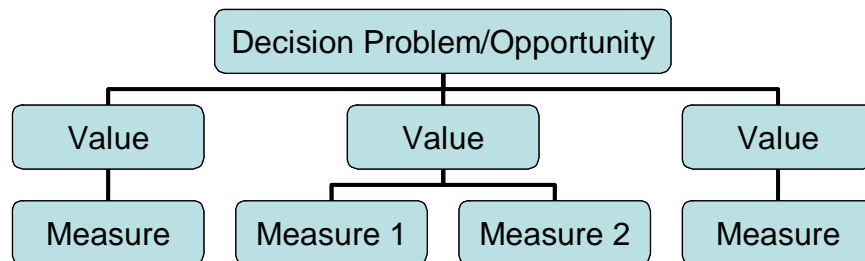 Decision Problem/Opportunity
Value
Value
Value
Measure
Measure 1
Measure 2
Measure